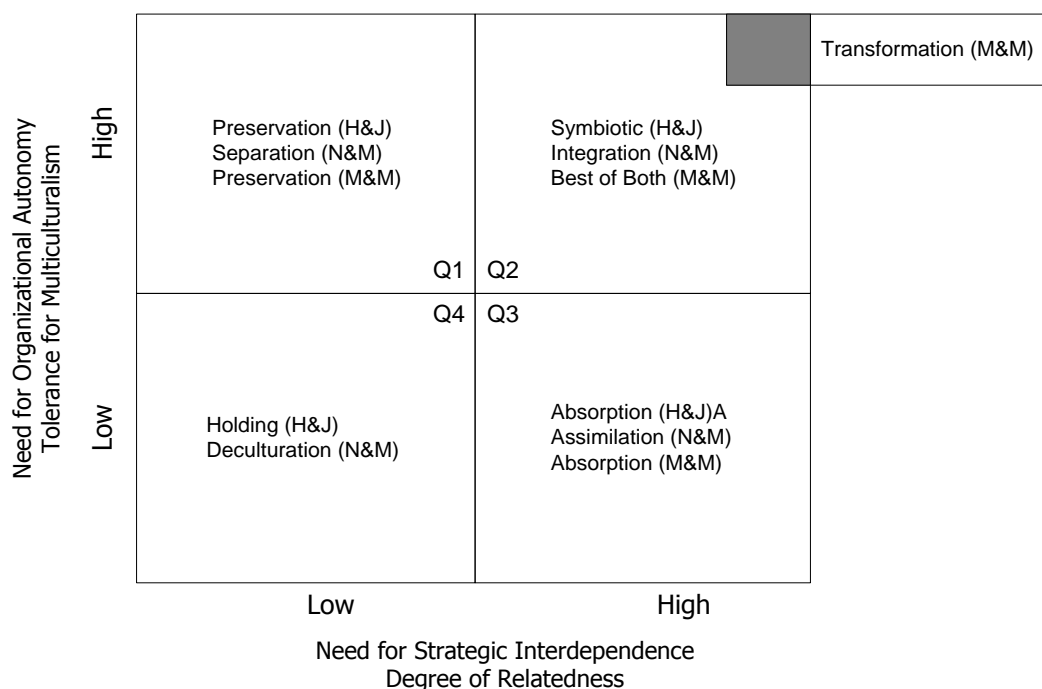 Transformation (M&M)
Preservation (H&J)
Separation (N&M)
Preservation (M&M)
Symbiotic (H&J)
Integration (N&M)
Best of Both (M&M)
Q1
Q2
Q4
Q3
Holding (H&J)
Deculturation (N&M)
Absorption (H&J)A
Assimilation (N&M)
Absorption (M&M)
Need for Organizational Autonomy
Tolerance for Multiculturalism
High
Low
Low
High
Need for Strategic Interdependence
Degree of Relatedness